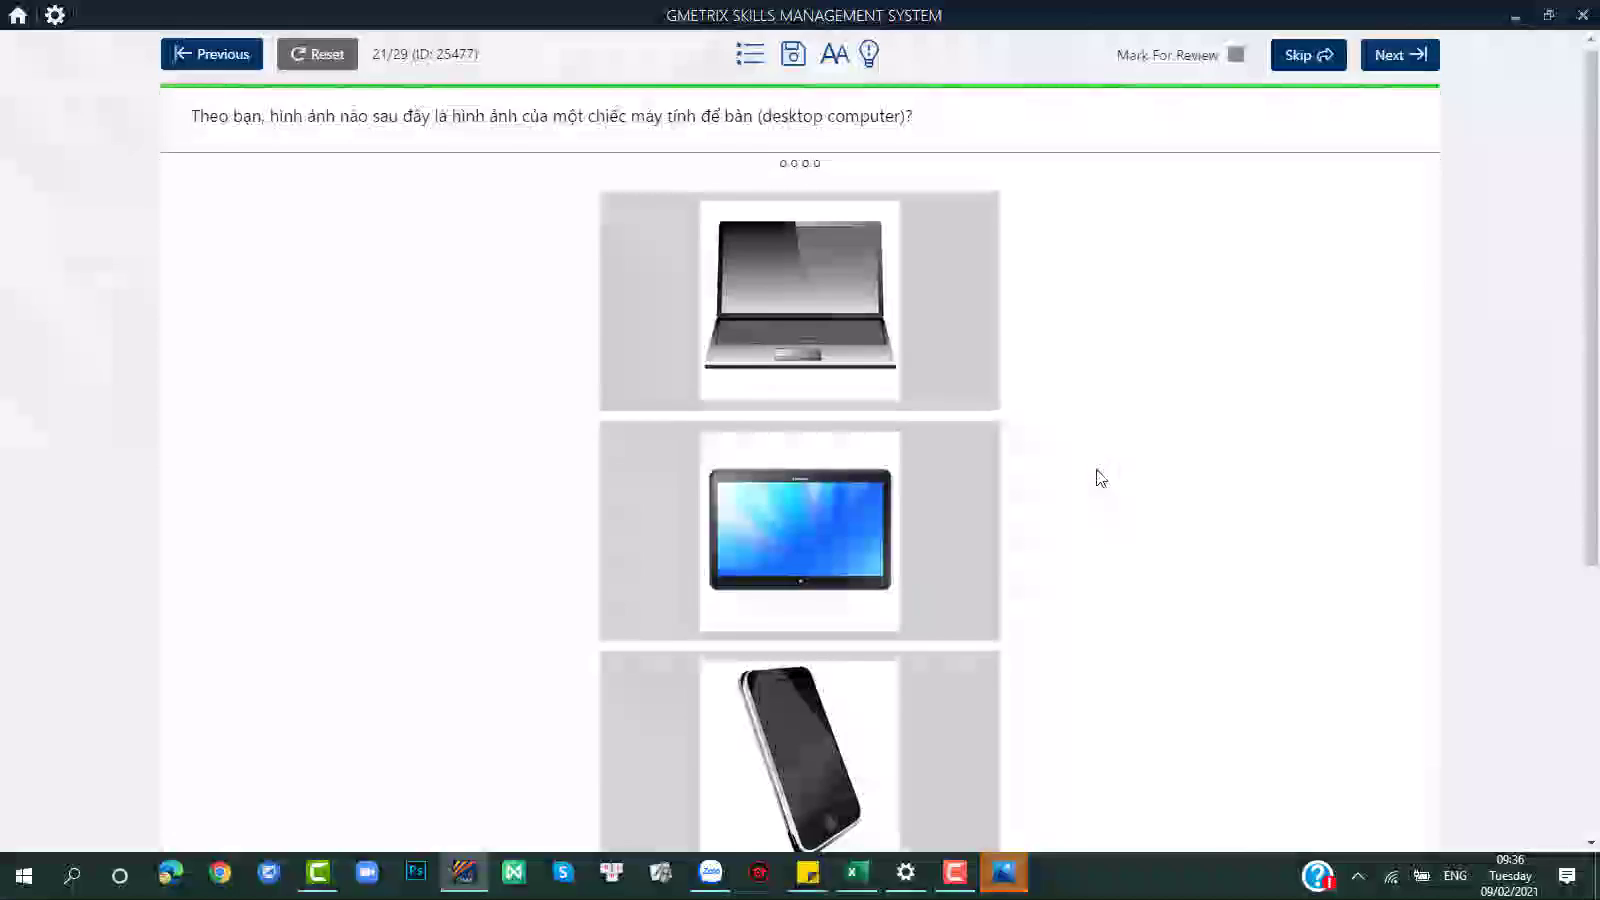 GMETRIX SKILLS MANAGEMENT SYSTEM
Previous
Reset
21/29 (ID: 25477)
AA
Mark For Review
Skip
Next
Theo bạn, hình ảnh nào sau đây là hình ảnh của một chiếc máy tính để bàn (desktop computer)?
Ps
Zalo
ENG
09:36
Tuesday
09/02/2021